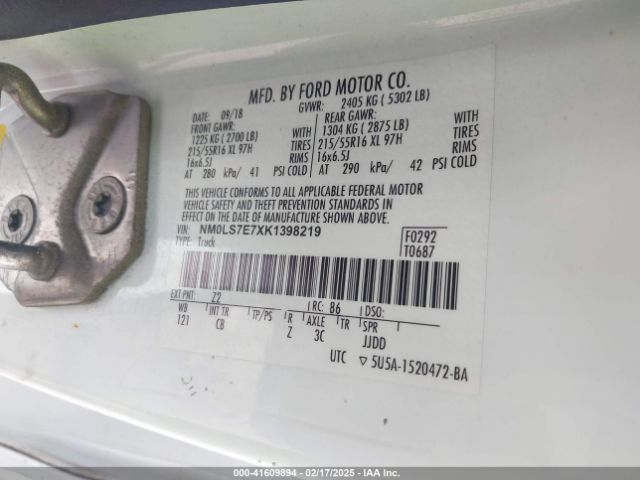 MFD. BY FORD MOTOR CO.
DATE: 09/18 GVWR: 2405 KG ( 5302 LB)
FRONT GAWR: REAR GAWR:
1225 KG ( 2700 LB) WITH 1304 KG ( 2875 LB) WITH
215/55R16 XL 97H TIRES 215/55R16 XL 97H TIRES
16x6.5J RIMS 16x6.5J RIMS
AT 280 kPa/ 41 PSI COLD AT 290 kPa/ 42 PSI COLD
THIS VEHICLE CONFORMS TO ALL APPLICABLE FEDERAL MOTOR
VEHICLE SAFETY AND THEFT PREVENTION STANDARDS IN
EFFECT ON THE DATE OF MANUFACTURE SHOWN ABOVE.
VIN: NM0LS7E7XK1398219 F0292
TYPE: Truck T0687
EXT PNT: Z2 RC: 86 DSO:
WB INT TR TP/PS R AXLE TR SPR
121 CB Z 3C JJDD
UTC ▽ 5U5A-1520472-BA
00-41609894 - 02/17/2025 - IAA Inc.